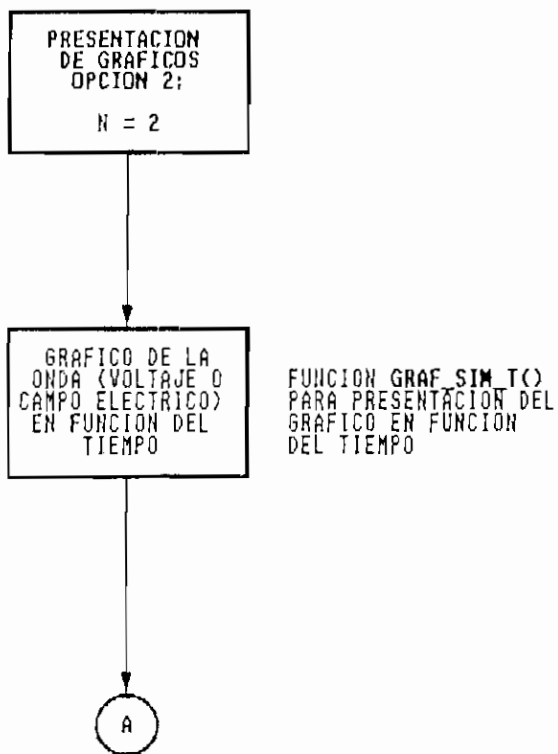 PRESENTACION
DE GRAFICOS
OPCION 2:
N = 2
GRAFICO DE LA
ONDA (VOLTAJE O
CAMPO ELECTRICO)
EN FUNCION DEL
TIEMPO
FUNCION GRAF_SIM_T()
PARA PRESENTACION DEL
GRAFICO EN FUNCION
DEL TIEMPO
A